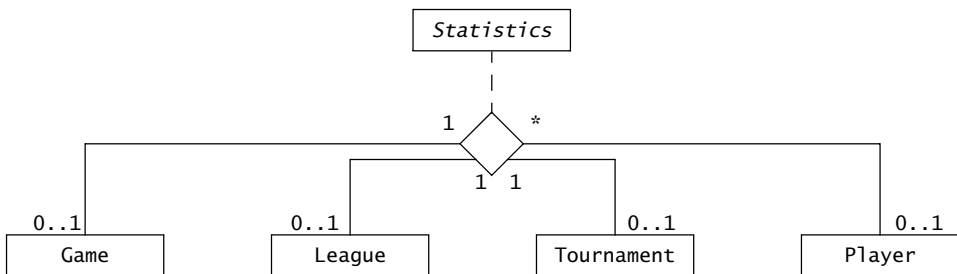 Statistics
1
*
1
1
0..1
0..1
0..1
0..1
Game
League
Tournament
Player